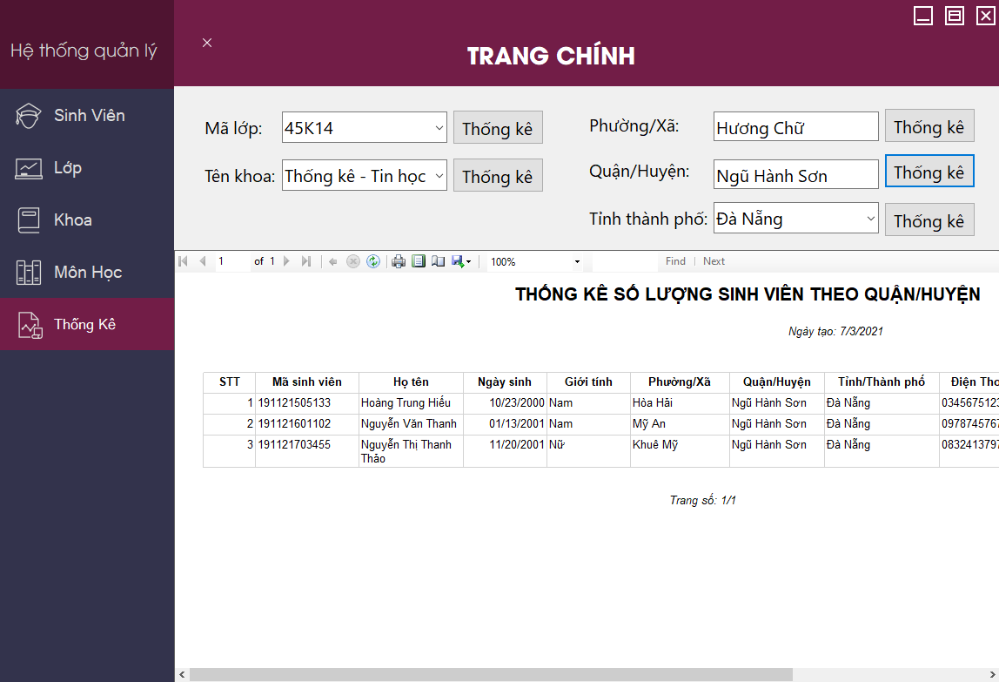 Hệ thống quản lý
TRANG CHÍNH
Sinh Viên
Lớp
Khoa
Môn Học
Thống Kê
Mã lớp: 45K14 Thống kê
Tên khoa: Thống kê - Tin học Thống kê
Phường/Xã: Hương Chữ Thống kê
Quận/Huyện: Ngũ Hành Sơn Thống kê
Tỉnh thành phố: Đà Nẵng Thống kê
1 of 1 100% Find | Next
THỐNG KÊ SỐ LƯỢNG SINH VIÊN THEO QUẬN/HUYỆN
Ngày tạo: 7/3/2021
STT Mã sinh viên Họ tên Ngày sinh Giới tính Phường/Xã Quận/Huyện Tỉnh/Thành phố Điện Tho
1 191121505133 Hoàng Trung Hiếu 10/23/2000 Nam Hòa Hải Ngũ Hành Sơn Đà Nẵng 0345675123
2 191121601102 Nguyễn Văn Thanh 01/13/2001 Nam Mỹ An Ngũ Hành Sơn Đà Nẵng 0978745767
3 191121703455 Nguyễn Thị Thanh 11/20/2001 Nữ Khuê Mỹ Ngũ Hành Sơn Đà Nẵng 0832413797
Thảo
Trang số: 1/1